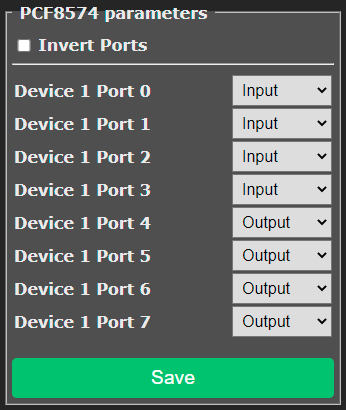 PCF8574 parameters
Invert Ports
Device 1 Port 0 Input
Device 1 Port 1 Input
Device 1 Port 2 Input
Device 1 Port 3 Input
Device 1 Port 4 Output
Device 1 Port 5 Output
Device 1 Port 6 Output
Device 1 Port 7 Output
Save